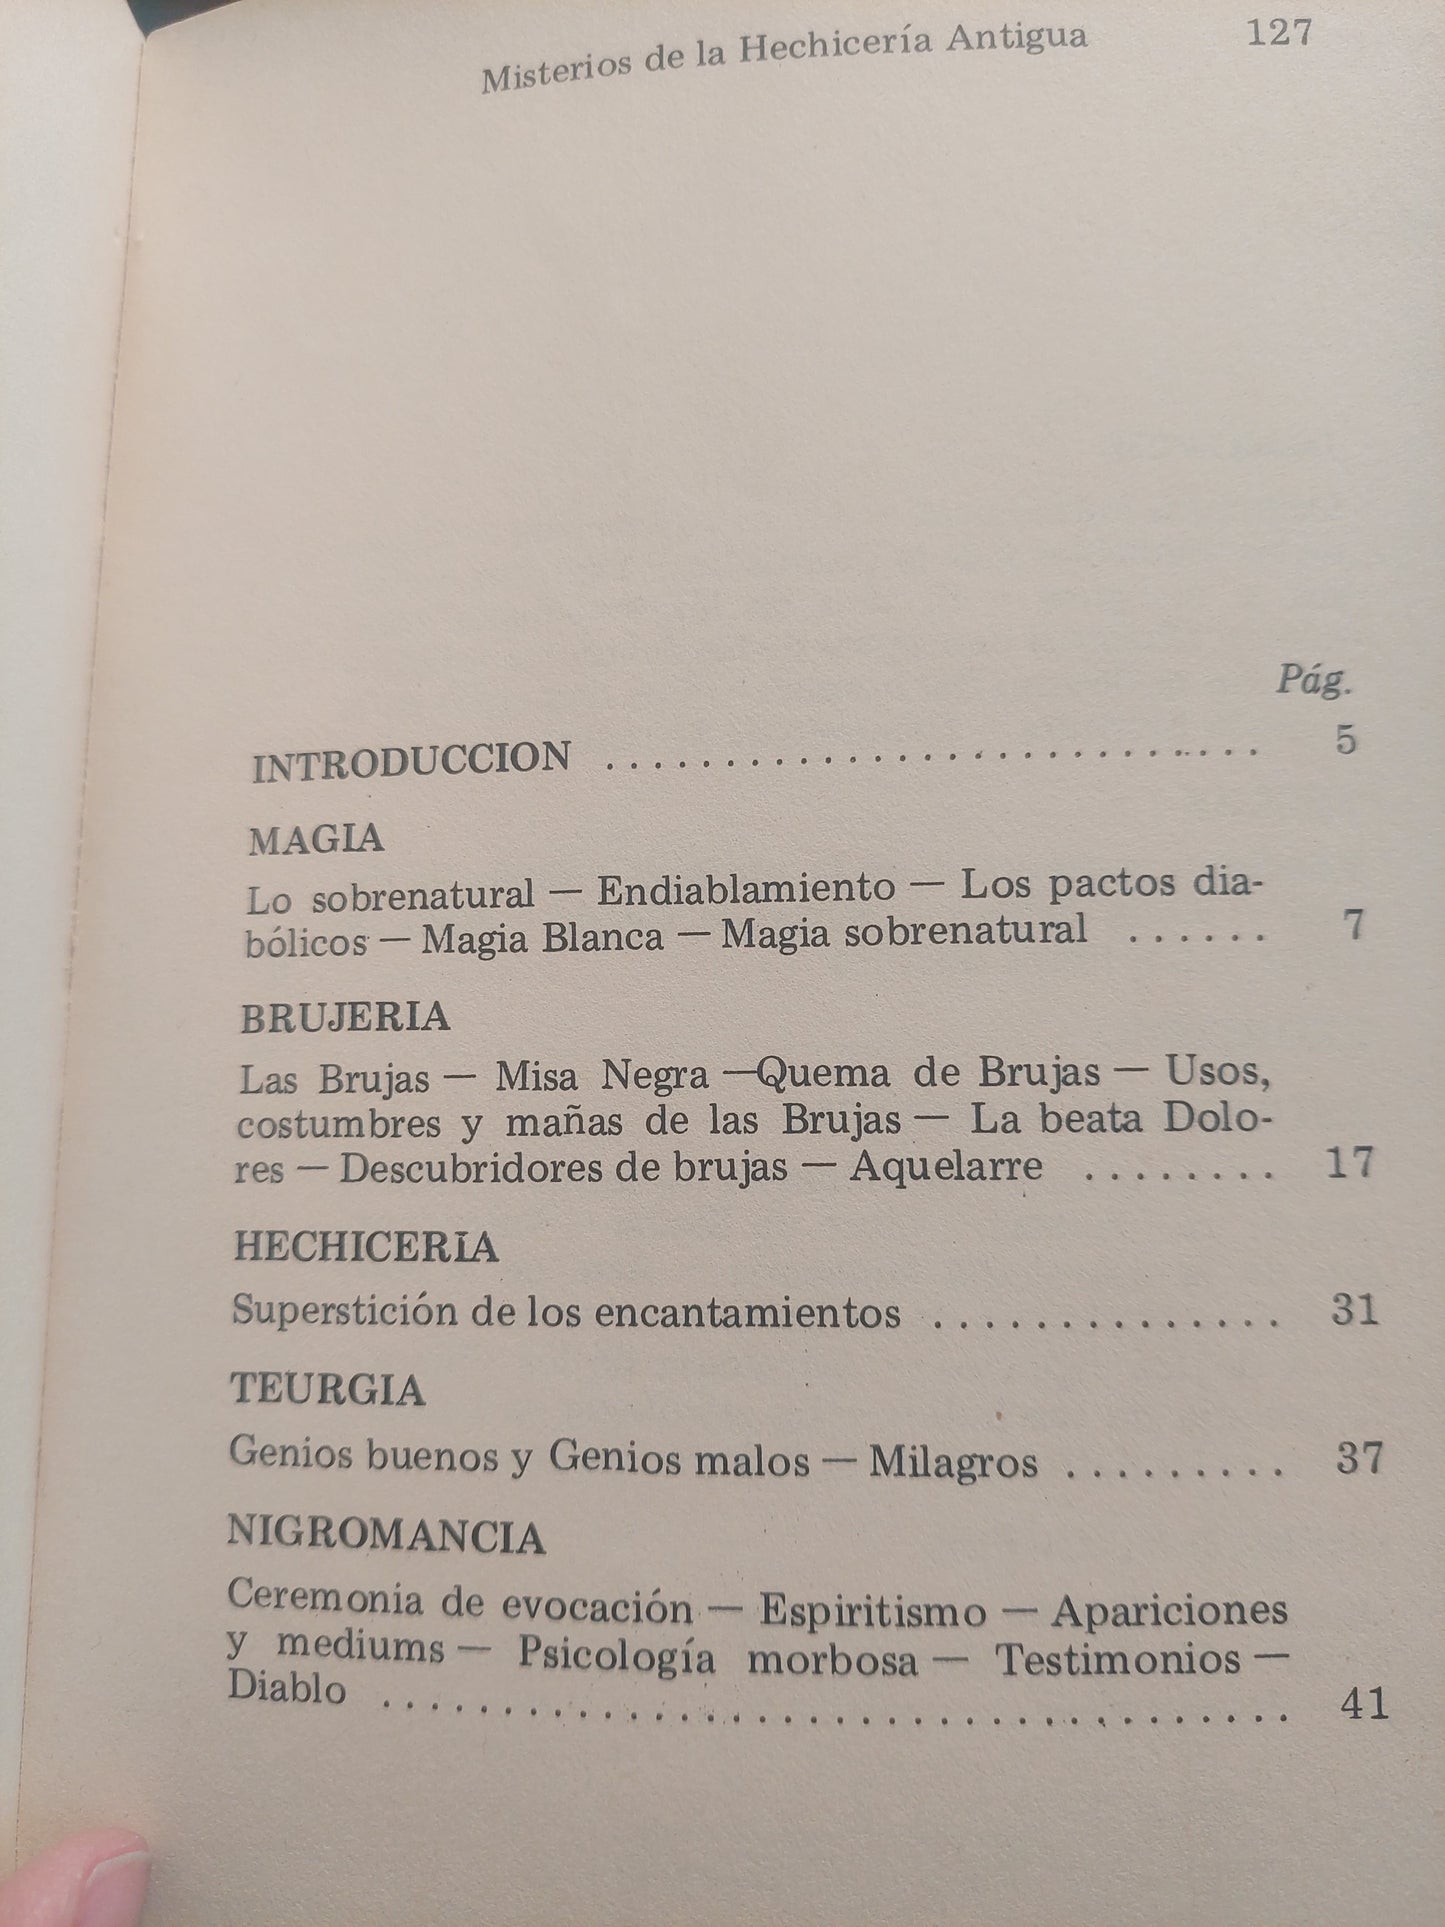 Misterios de la Hechicería Antigua 127
Pág.
INTRODUCCION ........................... 5
MAGIA
Lo sobrenatural — Endiablamiento — Los pactos dia-
bólicos — Magia Blanca — Magia sobrenatural ...... 7
BRUJERIA
Las Brujas — Misa Negra —Quema de Brujas — Usos,
costumbres y mañas de las Brujas — La beata Dolo-
res — Descubridores de brujas — Aquelarre ........ 17
HECHICERIA
Superstición de los encantamientos .............. 31
TEURGIA
Genios buenos y Genios malos — Milagros ......... 37
NIGROMANCIA
Ceremonia de evocación — Espiritismo — Apariciones
y mediums — Psicología morbosa — Testimonios —
Diablo ..................................... 41